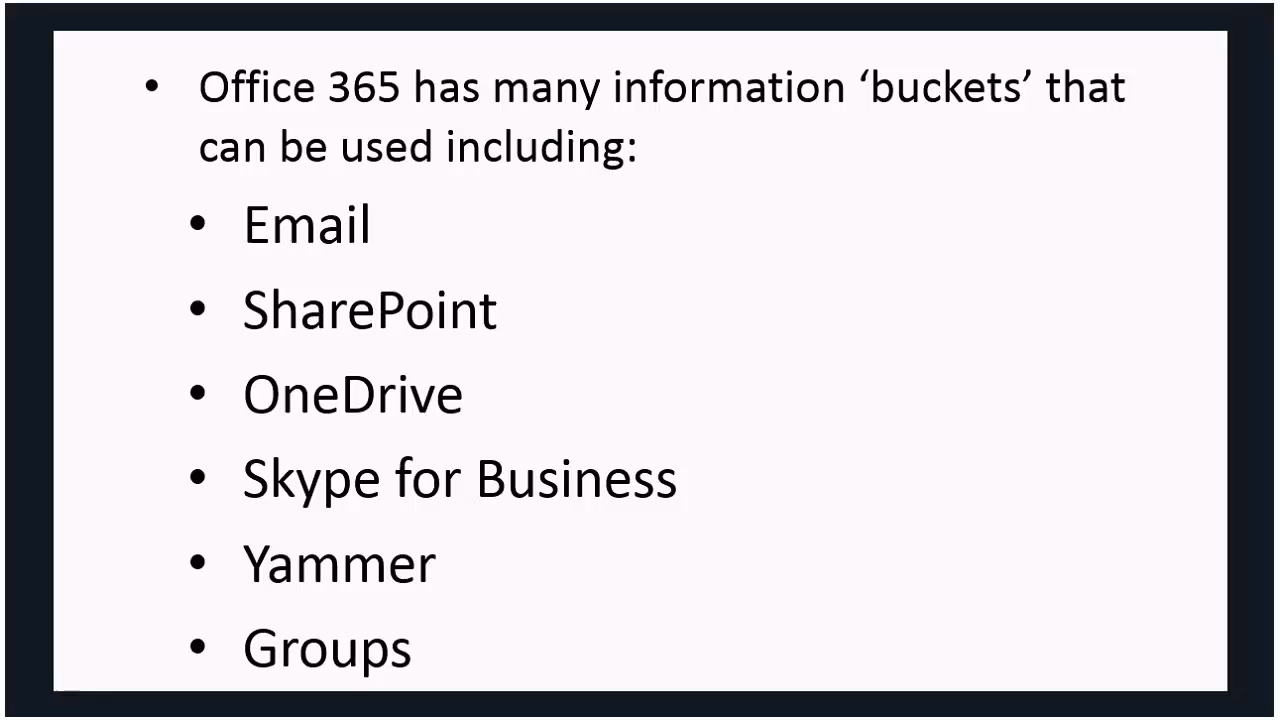 • Office 365 has many information ‘buckets’ that
can be used including:
• Email
• SharePoint
• OneDrive
• Skype for Business
• Yammer
• Groups